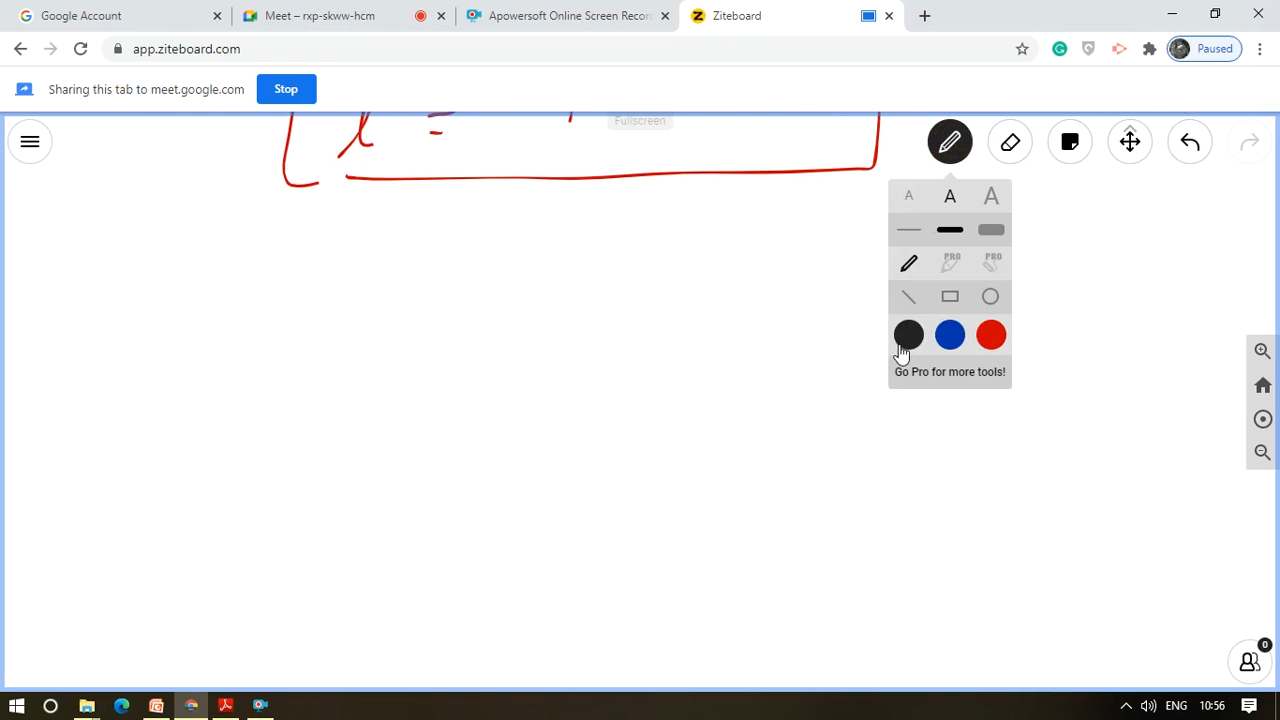 Google Account
Meet – rxp-skww-hcm
Apowersoft Online Screen Recor
Ziteboard
app.ziteboard.com
Paused
Sharing this tab to meet.google.com
Stop
Fullscreen
l =
A A A
PRO PRO
Go Pro for more tools!
0
ENG 10:56